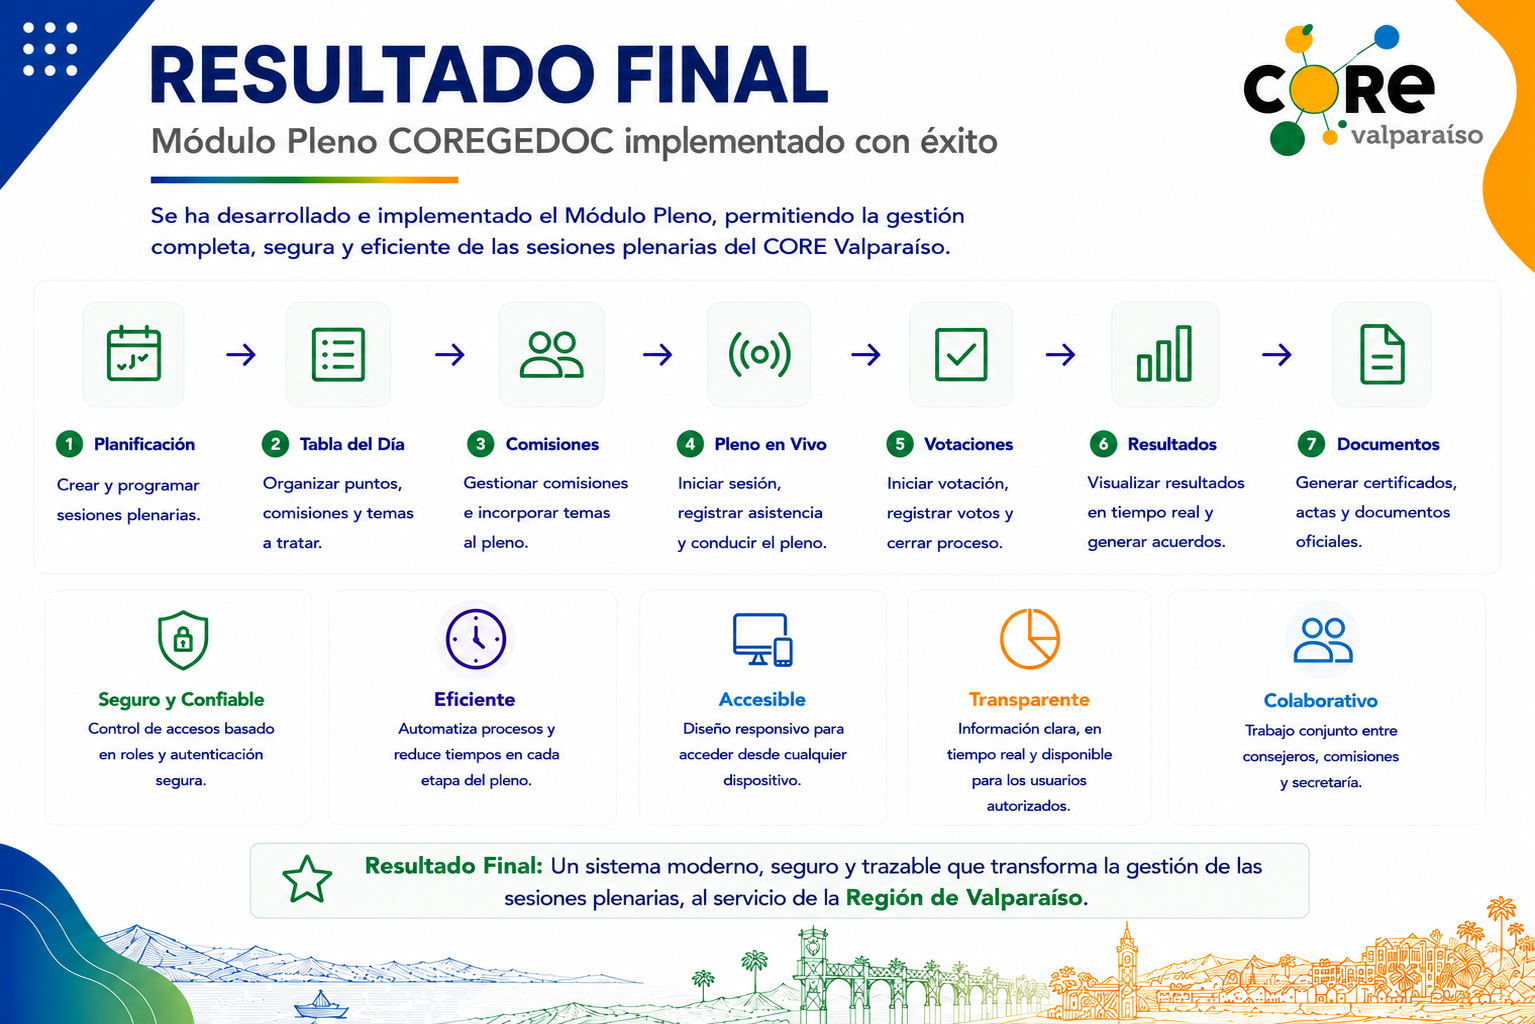 RESULTADO FINAL
Módulo Pleno COREGEDOC implementado con éxito
Se ha desarrollado e implementado el Módulo Pleno, permitiendo la gestión
completa, segura y eficiente de las sesiones plenarias del CORE Valparaíso.
CORe
valparaíso
1 Planificación
Crear y programar
sesiones plenarias.
2 Tabla del Día
Organizar puntos,
comisiones y temas
a tratar.
3 Comisiones
Gestionar comisiones
e incorporar temas
al pleno.
4 Pleno en Vivo
Iniciar sesión,
registrar asistencia
y conducir el pleno.
5 Votaciones
Iniciar votación,
registrar votos y
cerrar proceso.
6 Resultados
Visualizar resultados
en tiempo real y
generar acuerdos.
7 Documentos
Generar certificados,
actas y documentos
oficiales.
Seguro y Confiable
Control de accesos basado
en roles y autenticación
segura.
Eficiente
Automatiza procesos y
reduce tiempos en cada
etapa del pleno.
Accesible
Diseño responsivo para
acceder desde cualquier
dispositivo.
Transparente
Información clara, en
tiempo real y disponible
para los usuarios
autorizados.
Colaborativo
Trabajo conjunto entre
consejeros, comisiones
y secretaría.
Resultado Final: Un sistema moderno, seguro y trazable que transforma la gestión de las
sesiones plenarias, al servicio de la Región de Valparaíso.